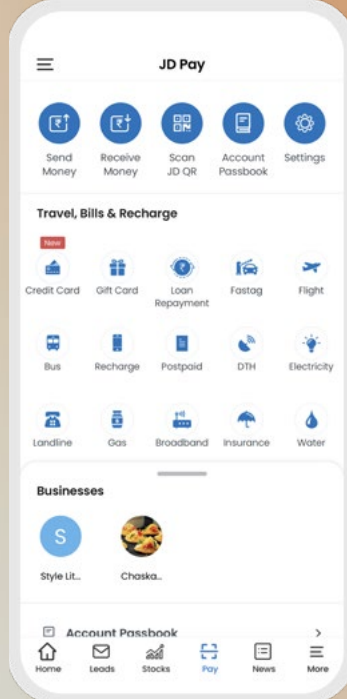 JD Pay
Send Money
Receive Money
Scan JD QR
Account Passbook
Settings
Travel, Bills & Recharge
New
Credit Card
Gift Card
Loan Repayment
Fastag
Flight
Bus
Recharge
Postpaid
DTH
Electricity
Landline
Gas
Broadband
Insurance
Water
Businesses
S
Style Lit...
Chaska...
Account Passbook
Home
Leads
Stocks
Pay
News
More